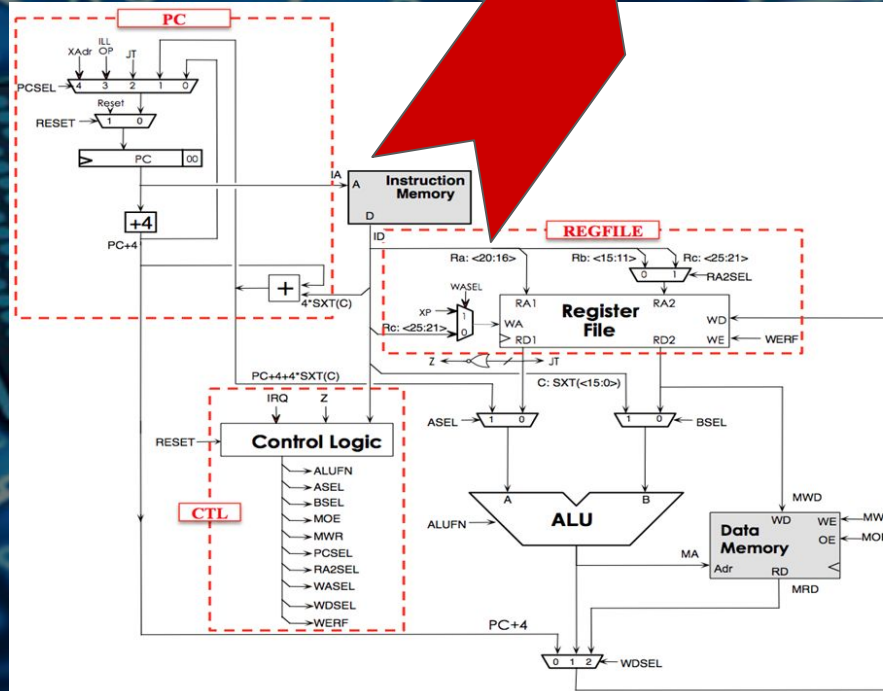 PC
XAdr
ILL
OP
JT
PCSEL
4 3 2 1 0
Reset
RESET
1 0
PC 00
IA
A
Instruction
Memory
D
+4
PC+4
ID
REGFILE
Ra: <20:16>
Rb: <15:11>
Rc: <25:21>
0 1
RA2SEL
+
4*SXT(C)
WASEL
XP
1
0
Rc: <25:21>
RA1
RA2
WA
Register
File
WD
WE
WERF
RD1
RD2
Z
JT
PC+4+4*SXT(C)
C: SXT(<15:0>)
IRQ
Z
ASEL
1 0
1 0
BSEL
RESET
Control Logic
ALUFN
ASEL
BSEL
MOE
MWR
PCSEL
RA2SEL
WASEL
WDSEL
WERF
CTL
A
B
ALUFN
ALU
MWD
WD
WE
OE
Data
Memory
MA
Adr
RD
MRD
PC+4
0 1 2
WDSEL